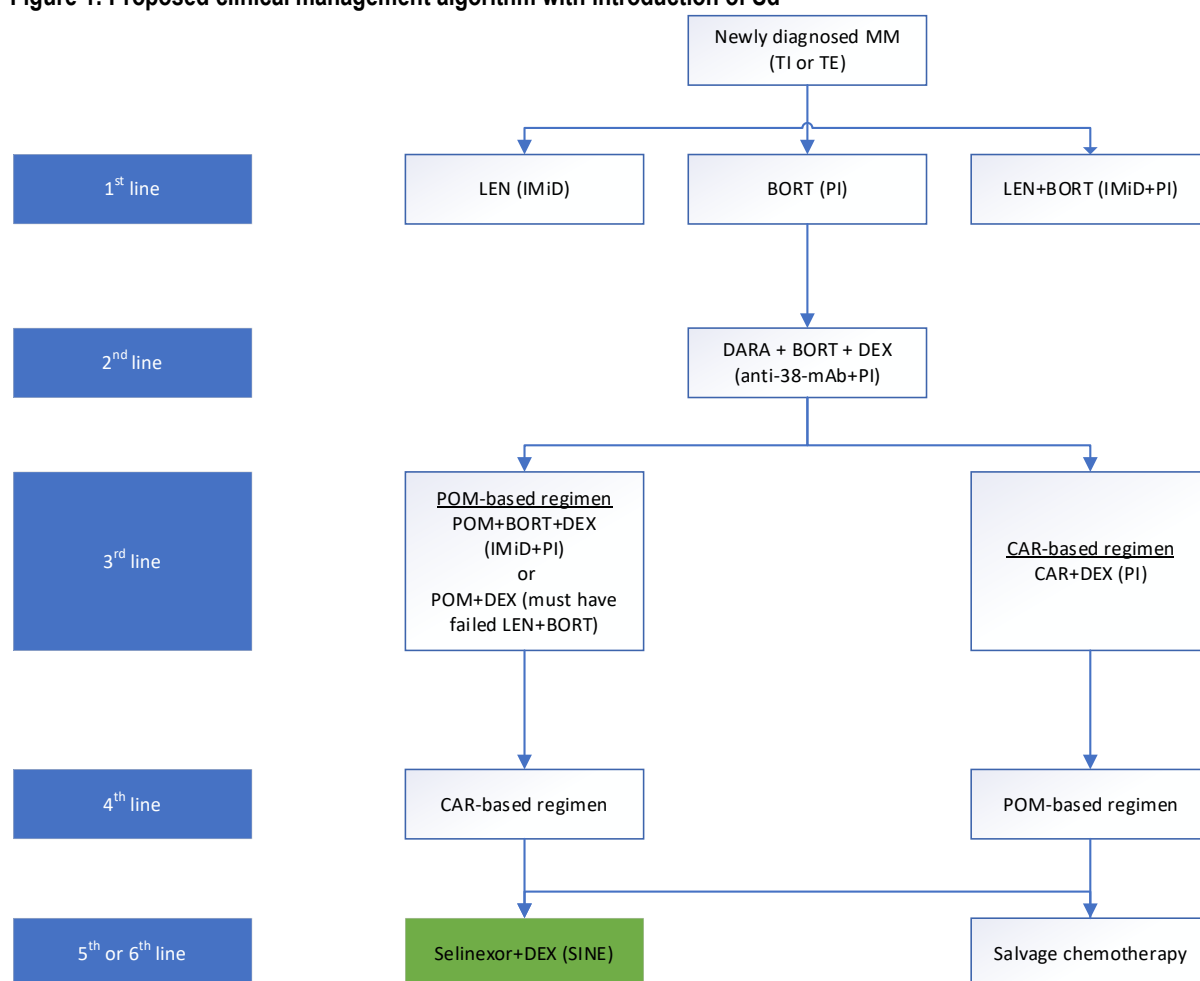 Figure 1: Proposed clinical management algorithm with introduction of Sd
Newly diagnosed MM
(TI or TE)
1st line
LEN (IMiD)
BORT (PI)
LEN+BORT (IMiD+PI)
2nd line
DARA + BORT + DEX
(anti-38-mAb+PI)
3rd line
POM-based regimen
POM+BORT+DEX
(IMiD+PI)
or
POM+DEX (must have
failed LEN+BORT)
CAR-based regimen
CAR+DEX (PI)
4th line
CAR-based regimen
POM-based regimen
5th or 6th line
Selinexor+DEX (SINE)
Salvage chemotherapy